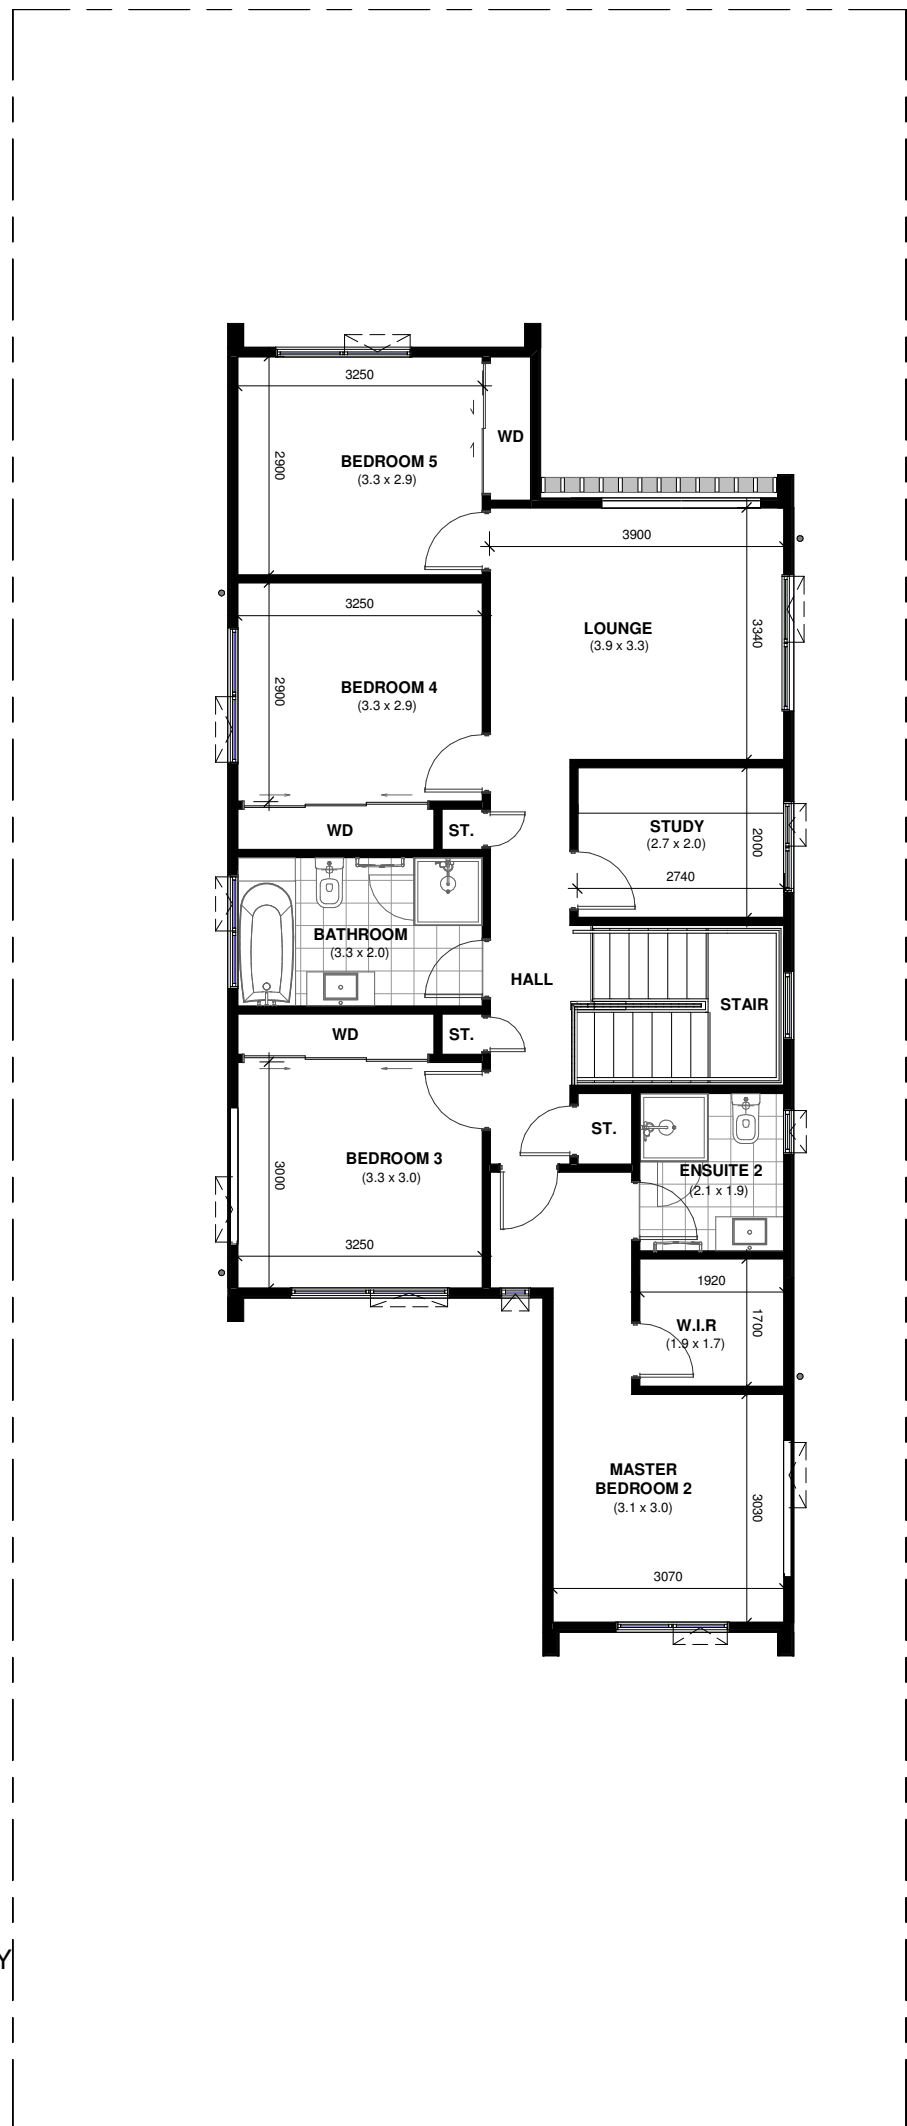 3250
WD
2900
BEDROOM 5
(3.3 x 2.9)
3900
3250
LOUNGE
(3.9 x 3.3)
3340
2900
BEDROOM 4
(3.3 x 2.9)
WD
ST.
STUDY
(2.7 x 2.0)
2000
2740
BATHROOM
(3.3 x 2.0)
HALL
STAIR
WD
ST.
ST.
BEDROOM 3
(3.3 x 3.0)
3000
ENSUITE 2
(2.1 x 1.9)
3250
1920
W.I.R
(1.9 x 1.7)
1700
MASTER
BEDROOM 2
(3.1 x 3.0)
3030
3070
Y